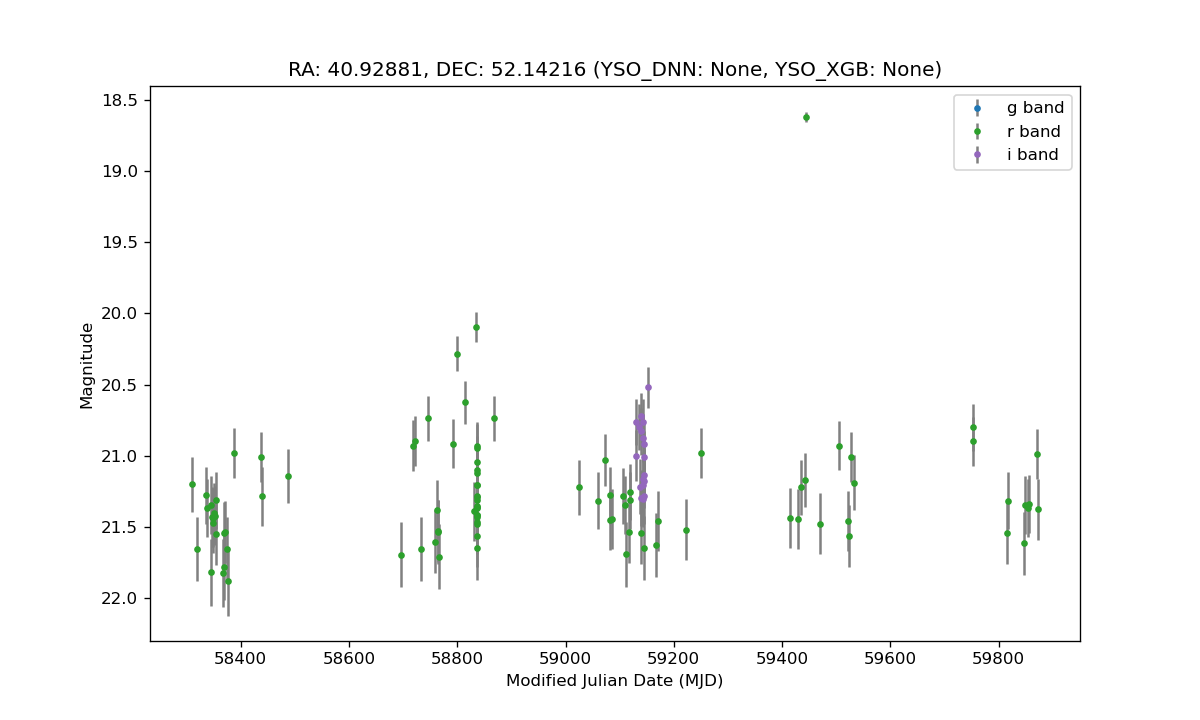 RA: 40.92881, DEC: 52.14216 (YSO_DNN: None, YSO_XGB: None)
g band
r band
i band
Magnitude
18.5
19.0
19.5
20.0
20.5
21.0
21.5
22.0
58400 58600 58800 59000 59200 59400 59600 59800
Modified Julian Date (MJD)